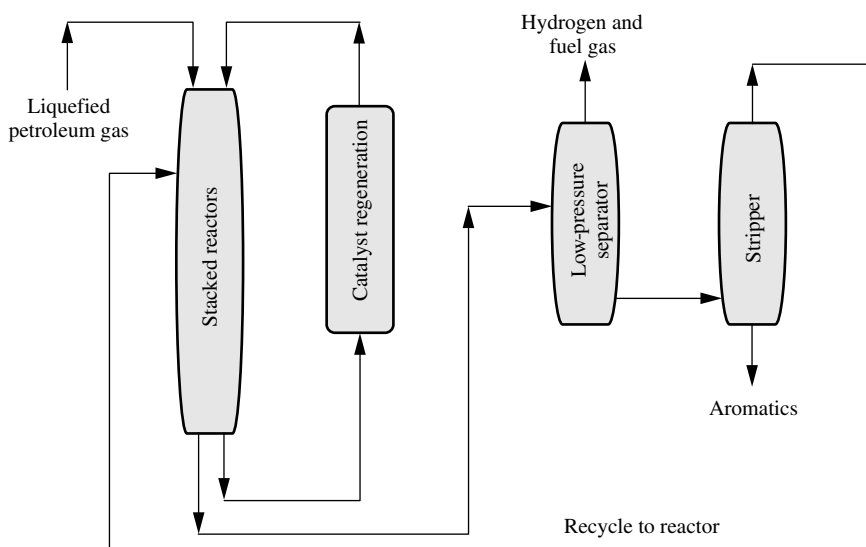 Hydrogen and
fuel gas
Liquefied
petroleum gas
Stacked reactors
Catalyst regeneration
Low-pressure
separator
Stripper
Aromatics
Recycle to reactor